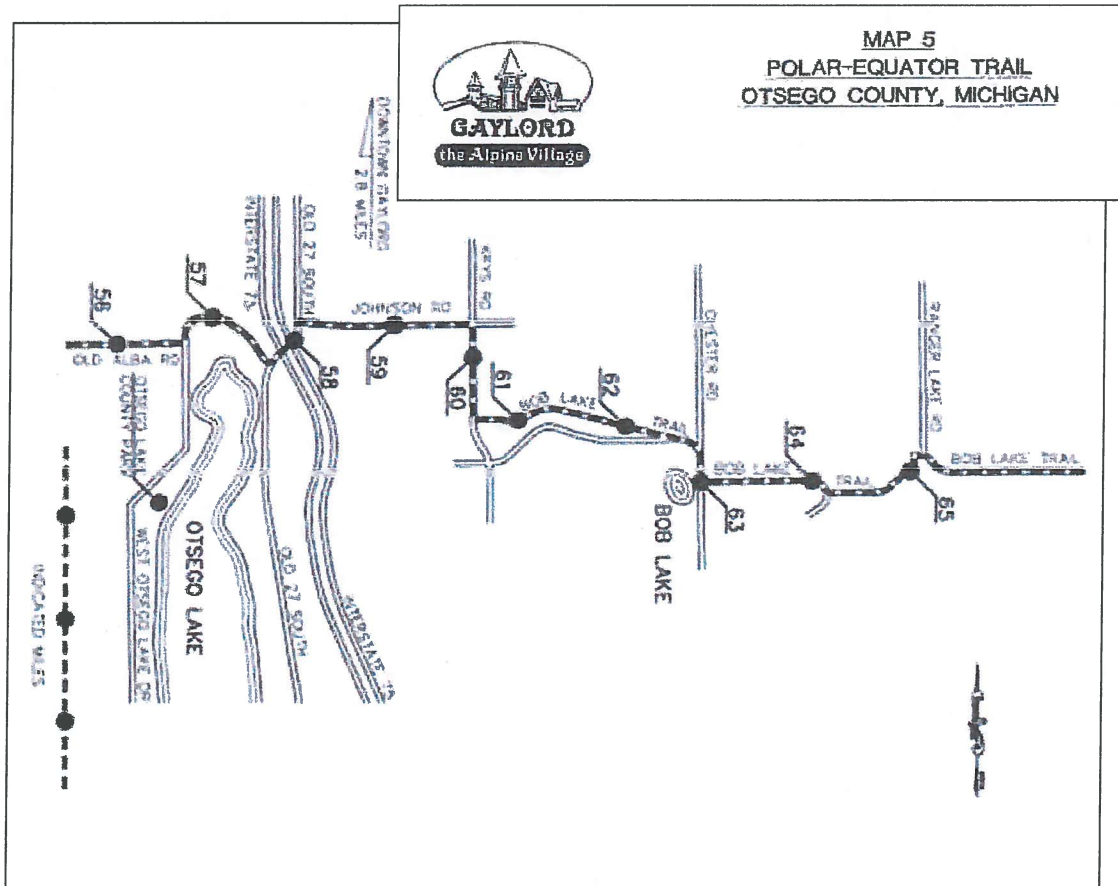 MAP 5
POLAR-EQUATOR TRAIL
OTSEGO COUNTY, MICHIGAN
GAYLORD
the Alpine Village
DOWNTOWN GAYLORD
2.8 MILES
INTERSTATE 75
OLD 27 SOUTH
56
57
OLD ALBA RD
58
JOHNSON RD
59
KEYS RD
60
61
BOB LAKE
TRAIL
62
CHESTER RD
BOB LAKE
63
BOB LAKE
TRAIL
64
RANGER LAKE RD
65
BOB LAKE TRAIL
OTSEGO LAKE
COUNTY PARK
WEST OTSEGO LAKE DR
OTSEGO LAKE
OLD 27 SOUTH
INTERSTATE 75
INDICATED MILES